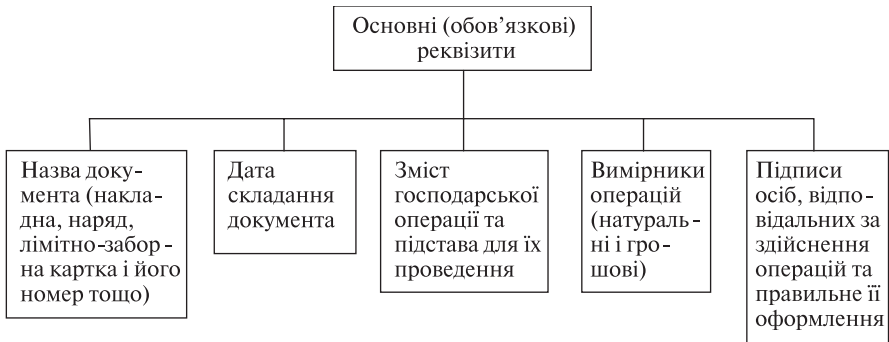 Основні (обов’язкові)
реквізити
Назва доку-
мента (накла-
дна, наряд,
лімітно-забор-
на картка і його
номер тощо)
Дата
складання
документа
Зміст
господарської
операції та
підстава для їх
проведення
Вимірники
операцій
(натураль-
ні і гро-
шові)
Підписи
осіб, відпо-
відальних за
здійснення
операцій та
правильне її
оформлення